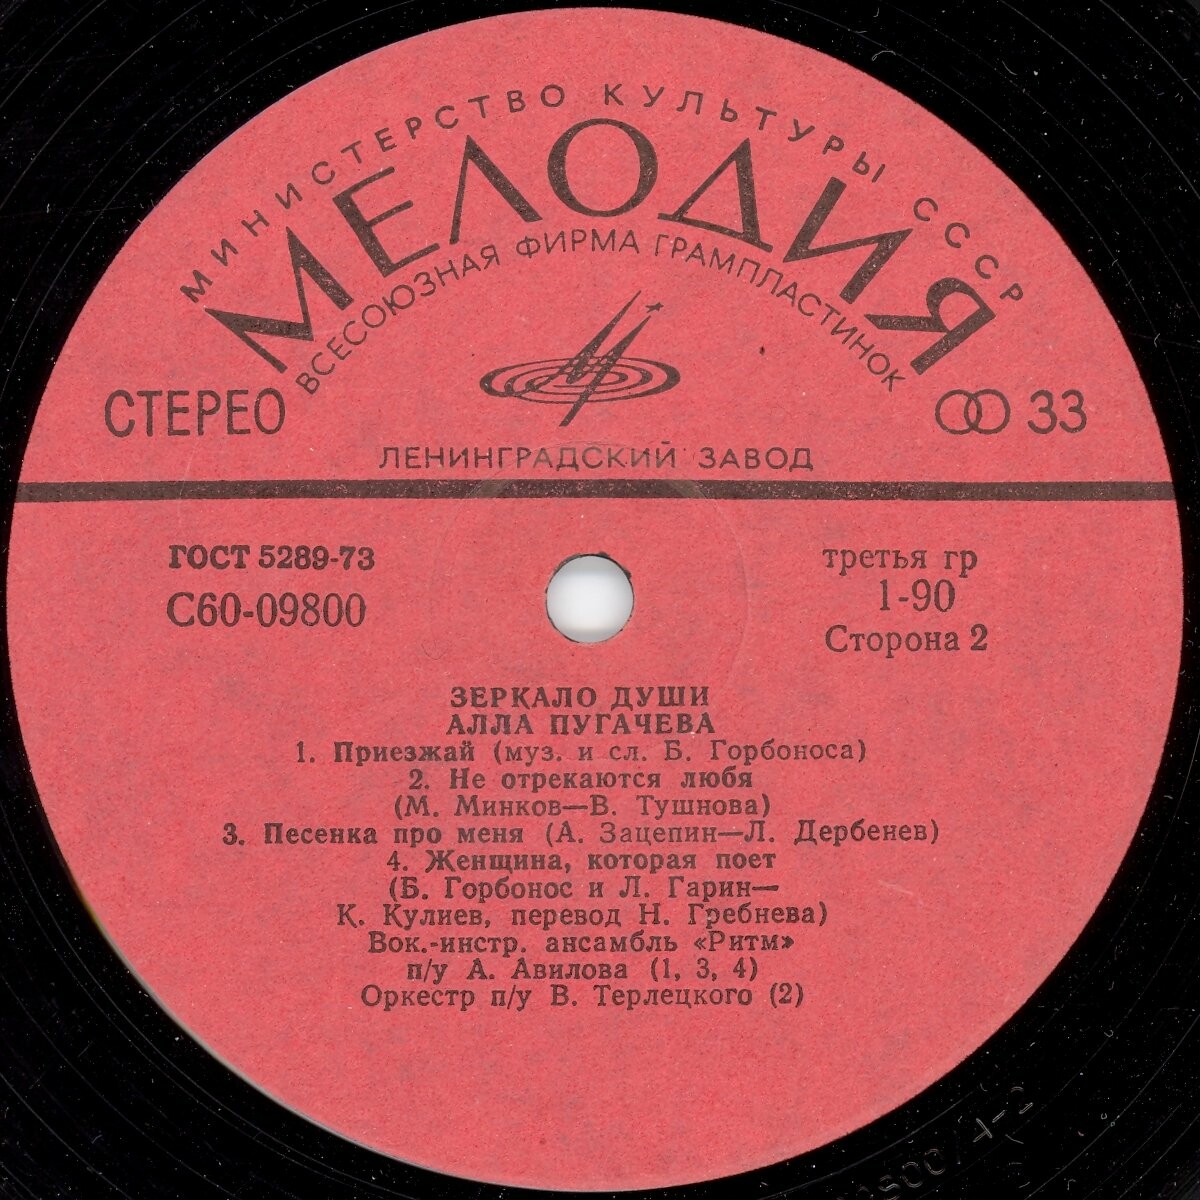 МИНИСТЕРСТВО КУЛЬТУРЫ СССР
МЕЛОДИЯ
ВСЕСОЮЗНАЯ ФИРМА ГРАМПЛАСТИНОК
СТЕРЕО
33
ЛЕНИНГРАДСКИЙ ЗАВОД
ГОСТ 5289-73
С60-09800
третья гр
1-90
Сторона 2
ЗЕРКАЛО ДУШИ
АЛЛА ПУГАЧЕВА
1. Приезжай (муз. и сл. Б. Горбоноса)
2. Не отрекаются любя
(М. Минков—В. Тушнова)
3. Песенка про меня (А. Зацепин—Л. Дербенев)
4. Женщина, которая поет
(Б. Горбонос и Л. Гарин—
К. Кулиев, перевод Н. Гребнева)
Вок.-инстр. ансамбль «Ритм»
п/у А. Авилова (1, 3, 4)
Оркестр п/у В. Терлецкого (2)